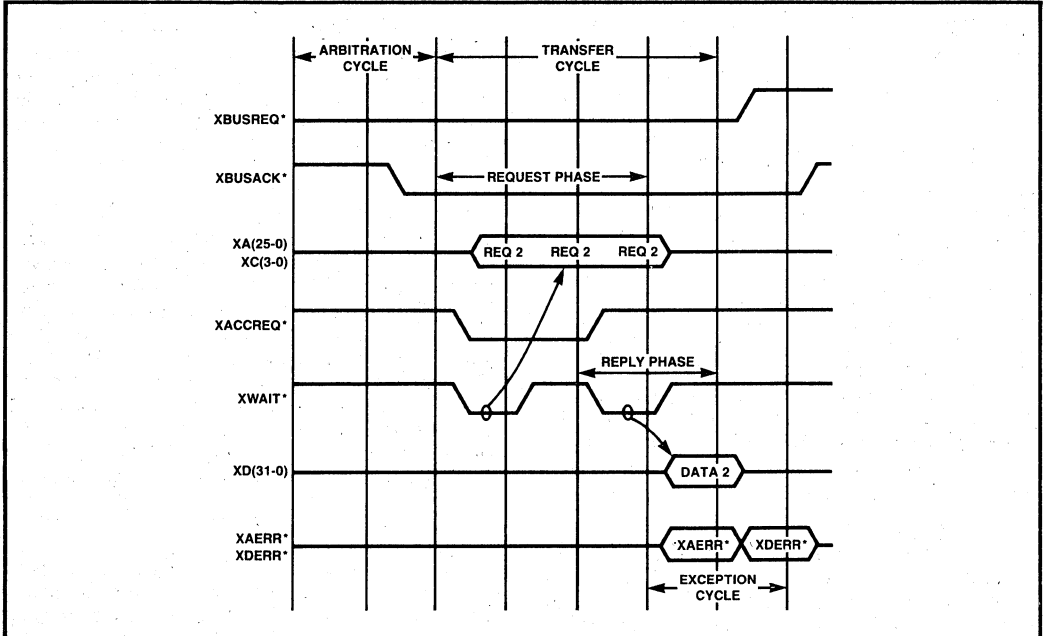 ARBITRATION CYCLE
TRANSFER CYCLE
XBUSREQ*
XBUSACK*
REQUEST PHASE
XA(25-0)
XC(3-0)
REQ 2 REQ 2 REQ 2
XACCREQ*
REPLY PHASE
XWAIT*
XD(31-0)
DATA 2
XAERR*
XDERR*
XAERR* XDERR*
EXCEPTION CYCLE